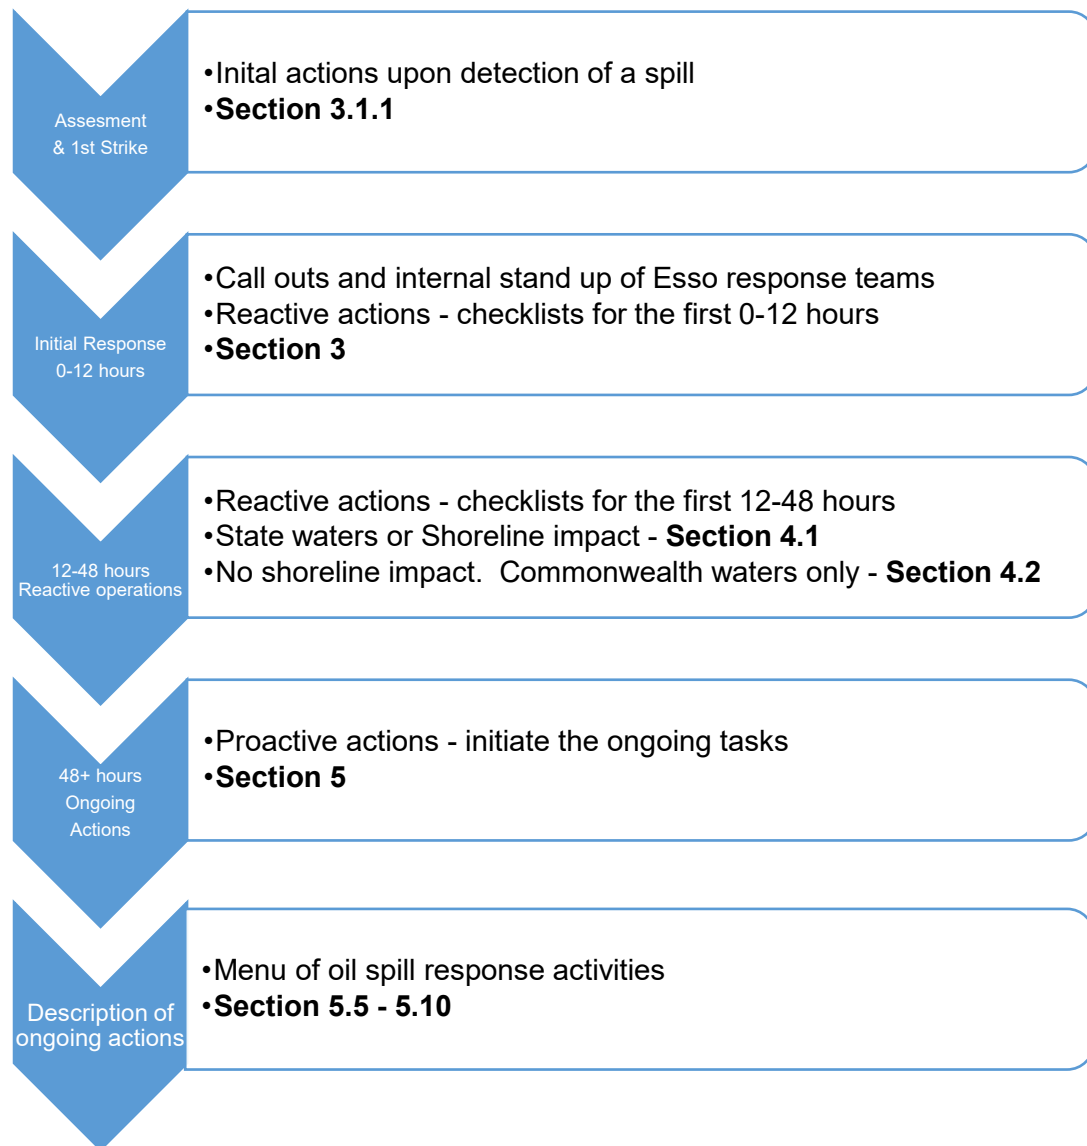 Assesment
& 1st Strike
•Inital actions upon detection of a spill
•Section 3.1.1
Initial Response
0-12 hours
•Call outs and internal stand up of Esso response teams
•Reactive actions - checklists for the first 0-12 hours
•Section 3
12-48 hours
Reactive operations
•Reactive actions - checklists for the first 12-48 hours
•State waters or Shoreline impact - Section 4.1
•No shoreline impact.  Commonwealth waters only - Section 4.2
48+ hours
Ongoing
Actions
•Proactive actions - initiate the ongoing tasks
•Section 5
Description of
ongoing actions
•Menu of oil spill response activities
•Section 5.5 - 5.10